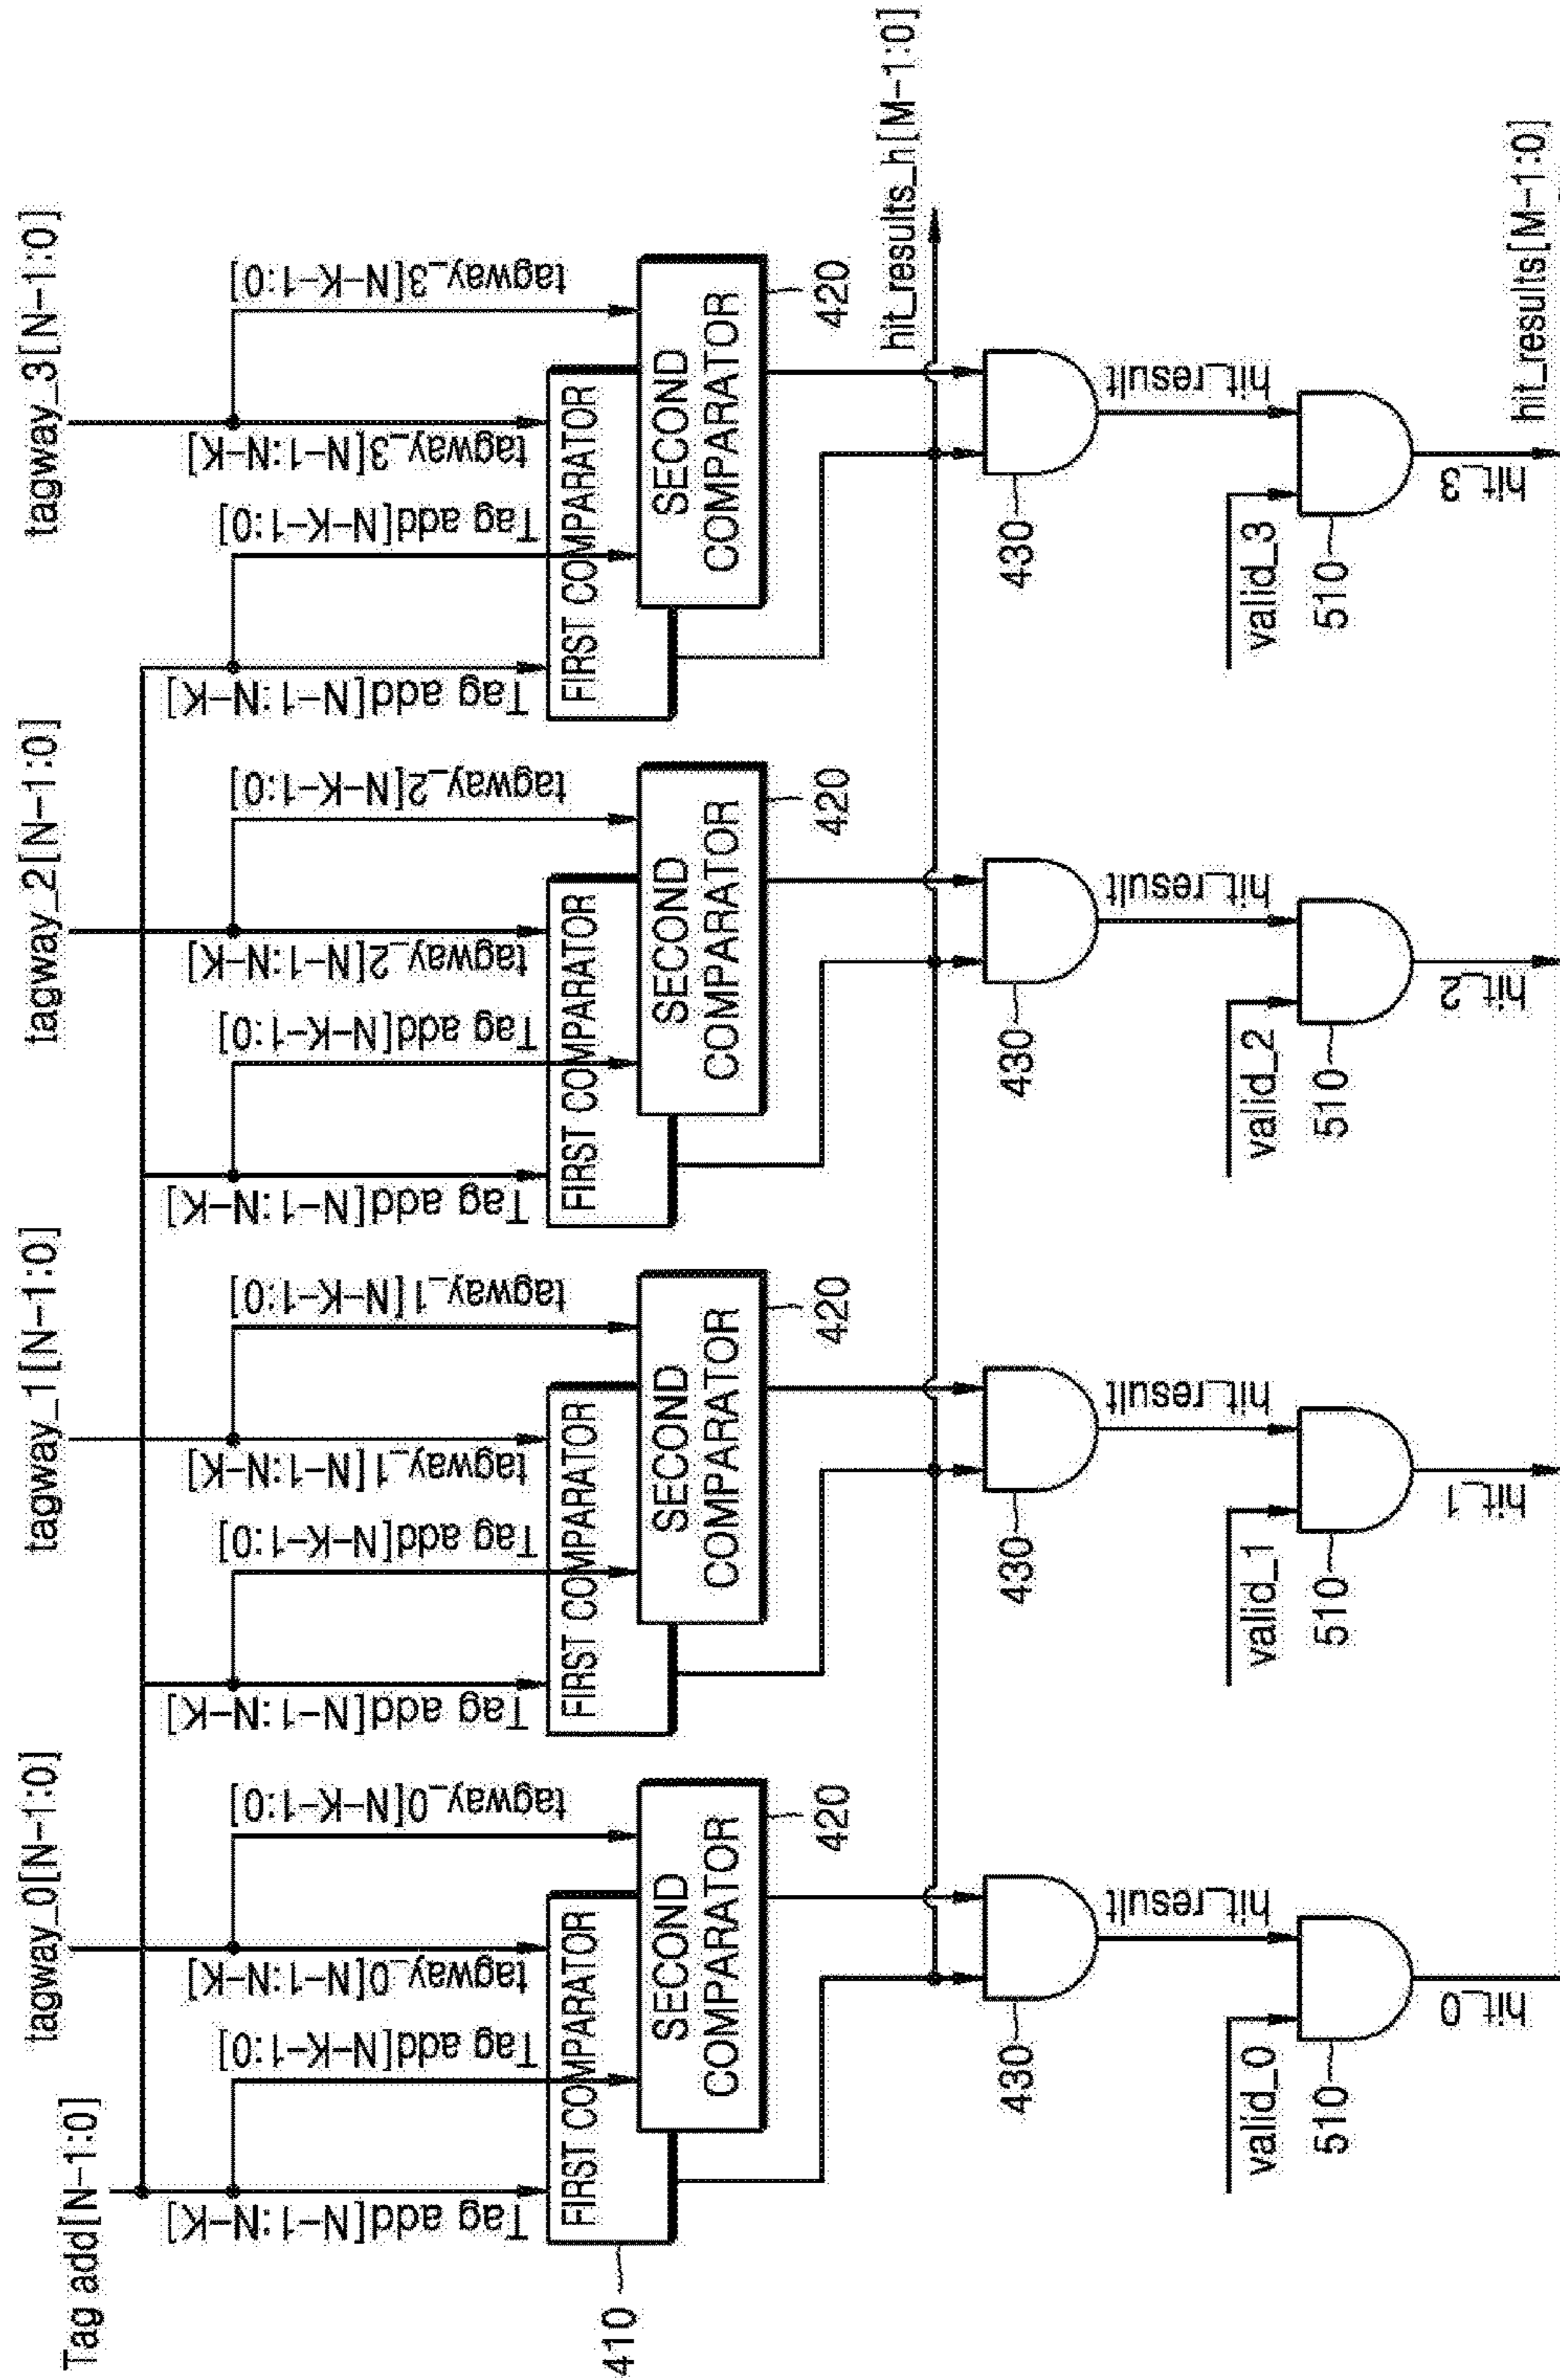 Tag add[N-1:0]
tagway_0[N-1:0]
tagway_1[N-1:0]
tagway_2[N-1:0]
tagway_3[N-1:0]
Tag add[N-1:N-K]
Tag add[N-K-1:0]
tagway_0[N-1:N-K]
tagway_0[N-K-1:0]
Tag add[N-1:N-K]
Tag add[N-K-1:0]
tagway_1[N-1:N-K]
tagway_1[N-K-1:0]
Tag add[N-1:N-K]
Tag add[N-K-1:0]
tagway_2[N-1:N-K]
tagway_2[N-K-1:0]
Tag add[N-1:N-K]
Tag add[N-K-1:0]
tagway_3[N-1:N-K]
tagway_3[N-K-1:0]
410
FIRST COMPARATOR
SECOND
COMPARATOR
420
FIRST COMPARATOR
SECOND
COMPARATOR
420
FIRST COMPARATOR
SECOND
COMPARATOR
420
FIRST COMPARATOR
SECOND
COMPARATOR
420
hit_results_h[M-1:0]
430
430
430
430
hit_result
hit_result
hit_result
hit_result
valid_0
valid_1
valid_2
valid_3
510
510
510
510
hit_0
hit_1
hit_2
hit_3
hit_results[M-1:0]